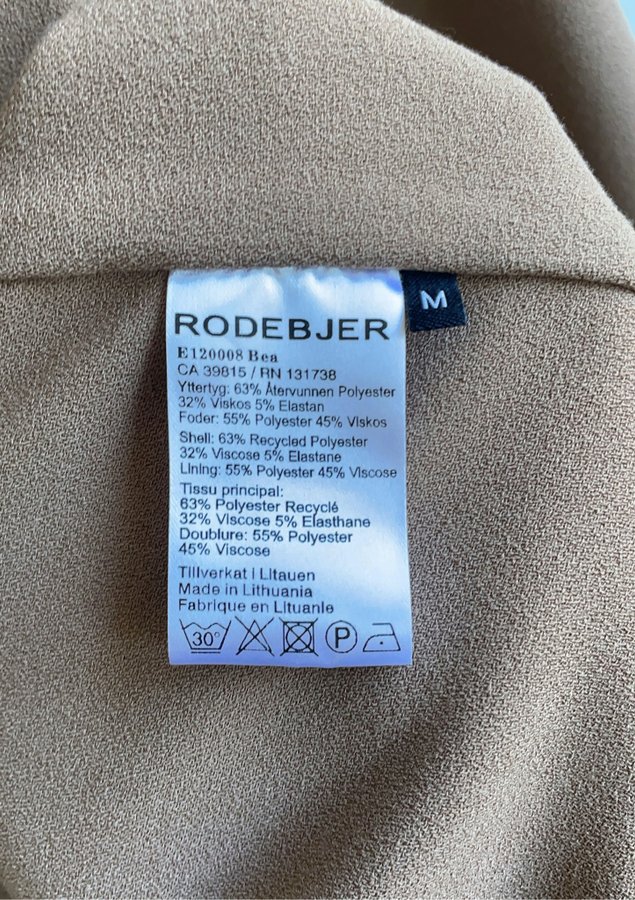 RODEBJER
M
E120008 Bea
CA 39815 / RN 131738
Yttertyg: 63% Återvunnen Polyester
32% Viskos 5% Elastan
Foder: 55% Polyester 45% Viskos
Shell: 63% Recycled Polyester
32% Viscose 5% Elastane
Lining: 55% Polyester 45% Viscose
Tissu principal:
63% Polyester Recyclé
32% Viscose 5% Elasthane
Doublure: 55% Polyester
45% Viscose
Tillverkat i Litauen
Made in Lithuania
Fabrique en Lituanie
30° P